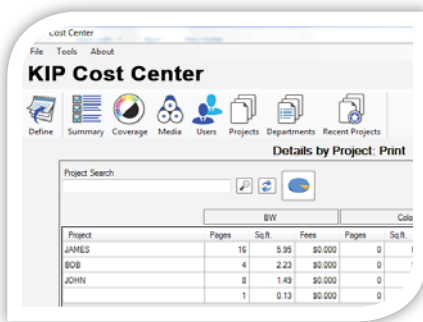 Cost Center
File Tools About
KIP Cost Center
Define Summary Coverage Media Users Projects Departments Recent Projects
Details by Project: Print
Project Search
BW Colo
Project Pages Sq.ft. Fees Pages Sq.ft.
JAMES 16 5.95 $0.000 0
BOB 4 2.23 $0.000 0
JOHN 8 1.49 $0.000 0
1 0.13 $0.000 0